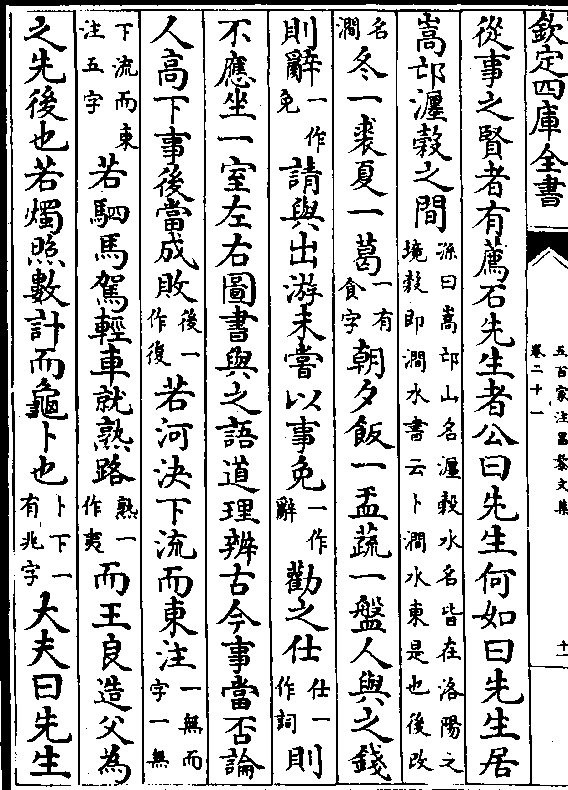 欽定四庫全書
五百家注昌黎文集
卷二十一
十
從事之賢者有薦石先生者公曰先生何如曰先生居
嵩邙瀍穀之間孫曰嵩邙山名瀍穀水名皆在洛陽之境穀即澗水書云卜澗水東是也後改
名澗冬一裘夏一葛一有食字朝夕飯一盂蔬一盤人與之錢
則辭一作免請與出游未嘗以事免一作辭勸之仕仕一作詞則
不應坐一室左右圖書與之語道理辨古今事當否論
人高下事後當成敗後一作復若河決下流而東注一無而字一無
下流而東注五字若駟馬駕輕車就熟路熟一作夷而王良造父為
之先後也若燭照數計而龜卜也卜下一有兆字大夫曰先生